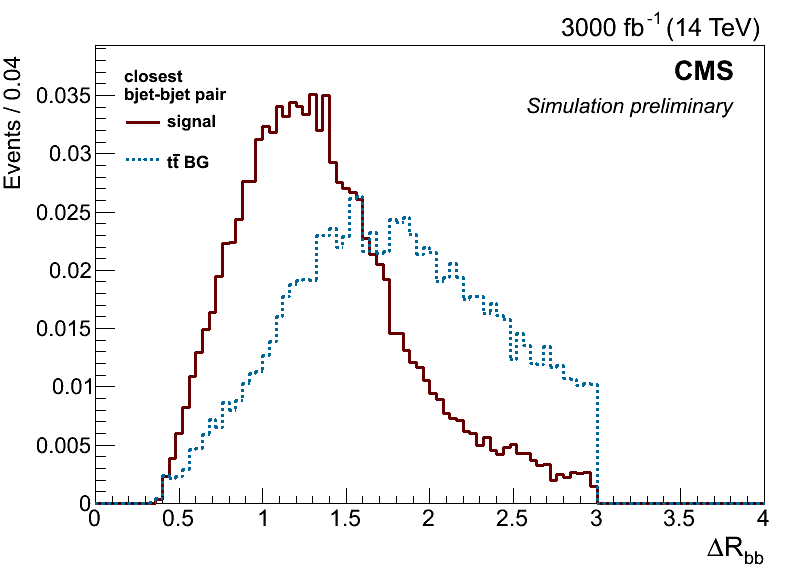 3000 fb⁻¹ (14 TeV)
Events / 0.04
CMS
Simulation preliminary
closest
bjet-bjet pair
signal
tt̄ BG
0.035
0.03
0.025
0.02
0.015
0.01
0.005
0
0 0.5 1 1.5 2 2.5 3 3.5 4
ΔR_bb